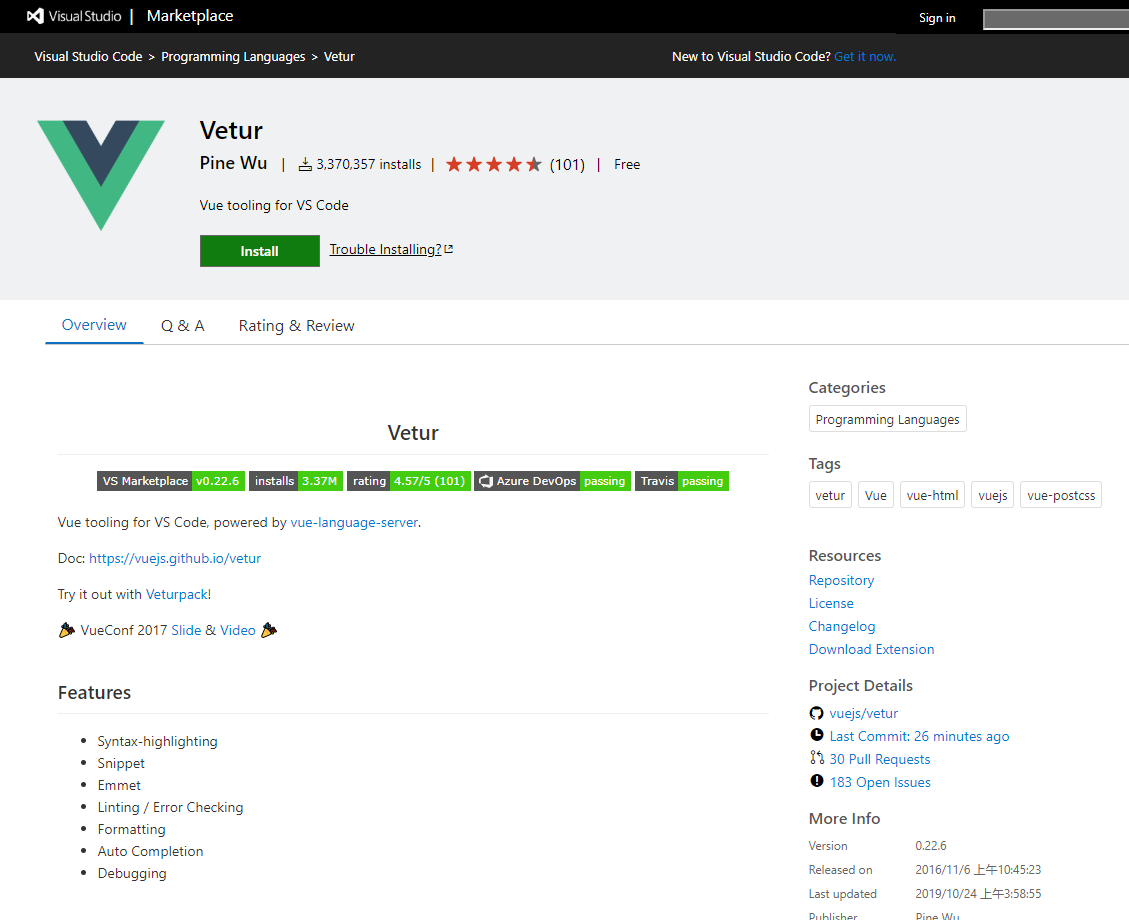 Visual Studio | Marketplace
Sign in
Visual Studio Code > Programming Languages > Vetur
New to Visual Studio Code? Get it now.
Vetur
Pine Wu | 3,370,357 installs | (101) | Free
Vue tooling for VS Code
Install
Trouble Installing?
Overview
Q & A
Rating & Review
Vetur
VS Marketplace v0.22.6 installs 3.37M rating 4.57/5 (101) Azure DevOps passing Travis passing
Vue tooling for VS Code, powered by vue-language-server.
Doc: https://vuejs.github.io/vetur
Try it out with Veturpack!
VueConf 2017 Slide & Video
Features
Syntax-highlighting
Snippet
Emmet
Linting / Error Checking
Formatting
Auto Completion
Debugging
Categories
Programming Languages
Tags
vetur Vue vue-html vuejs vue-postcss
Resources
Repository
License
Changelog
Download Extension
Project Details
vuejs/vetur
Last Commit: 26 minutes ago
30 Pull Requests
183 Open Issues
More Info
Version 0.22.6
Released on 2016/11/6 上午10:45:23
Last updated 2019/10/24 上午3:58:55
Publisher Pine Wu